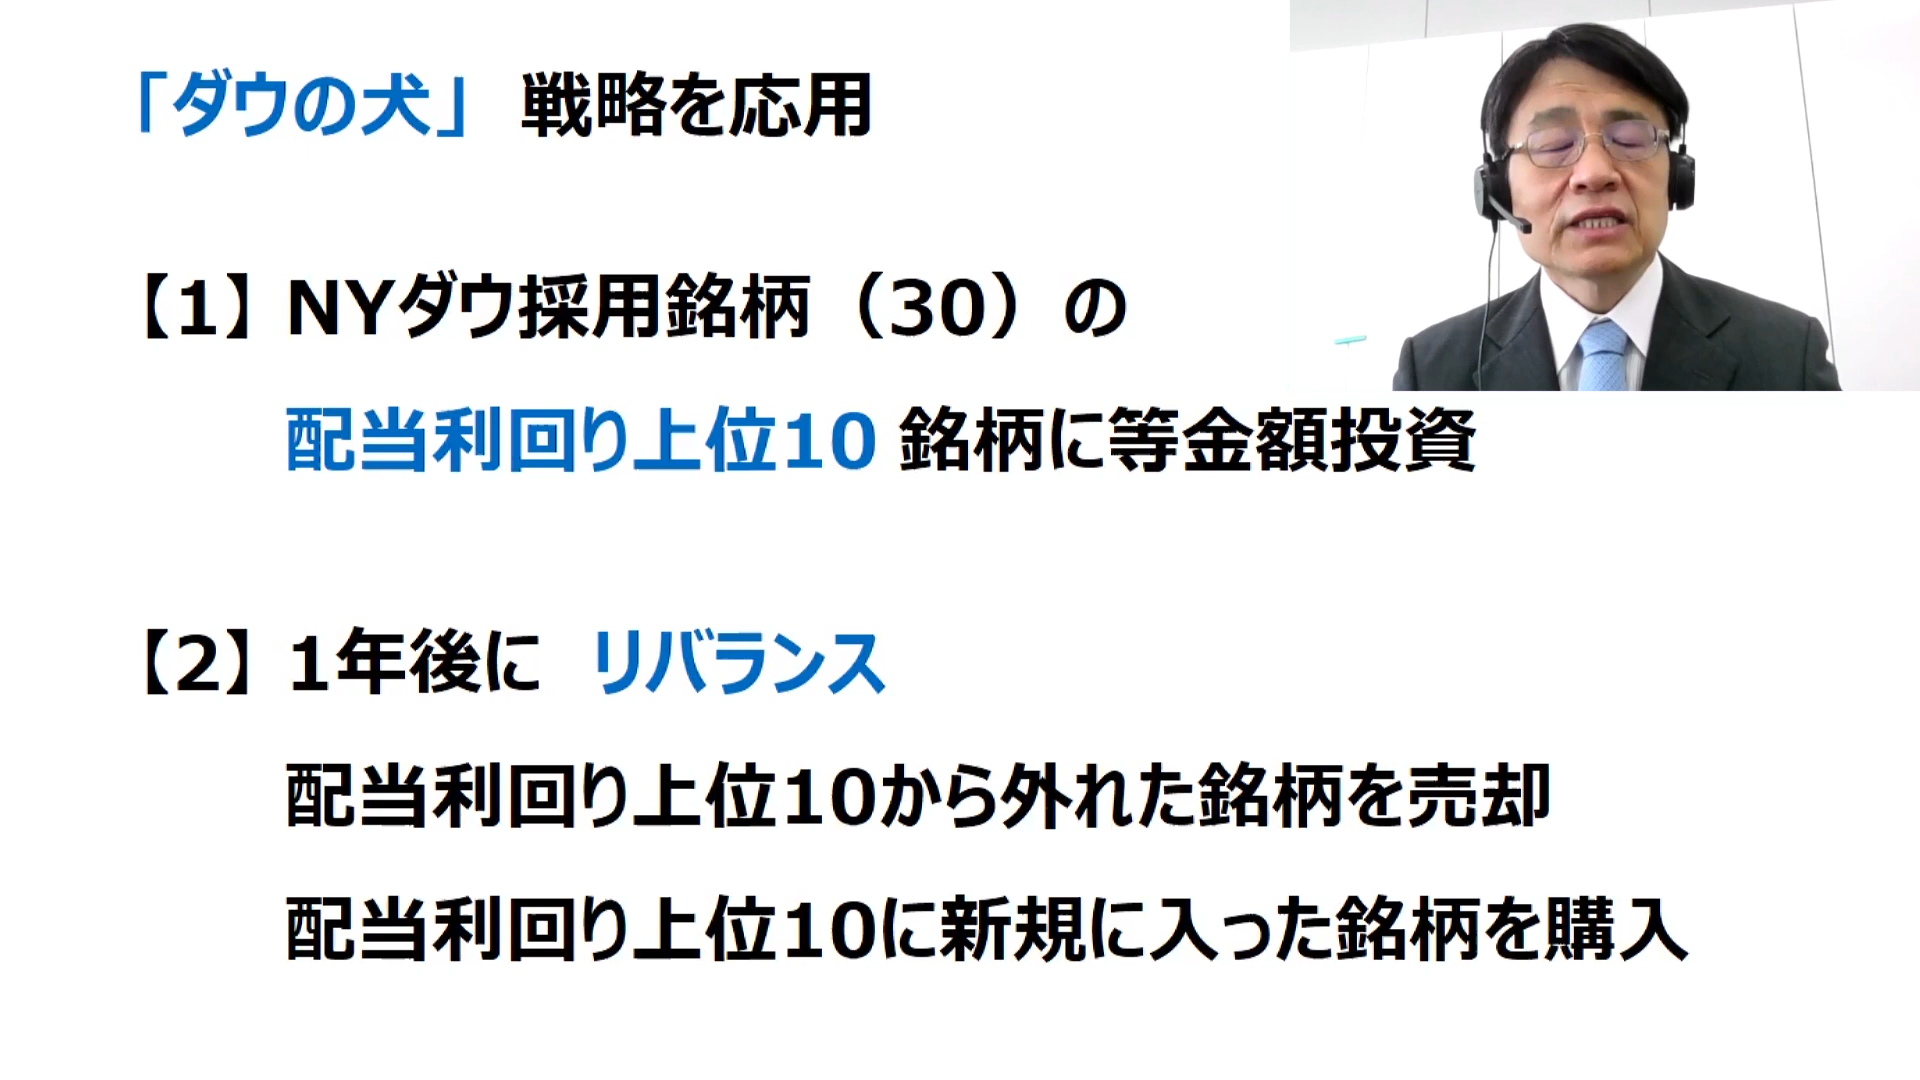 「ダウの犬」 戦略を応用
【1】NYダウ採用銘柄（30）の
配当利回り上位10 銘柄に等金額投資
【2】1年後に リバランス
配当利回り上位10から外れた銘柄を売却
配当利回り上位10に新規に入った銘柄を購入